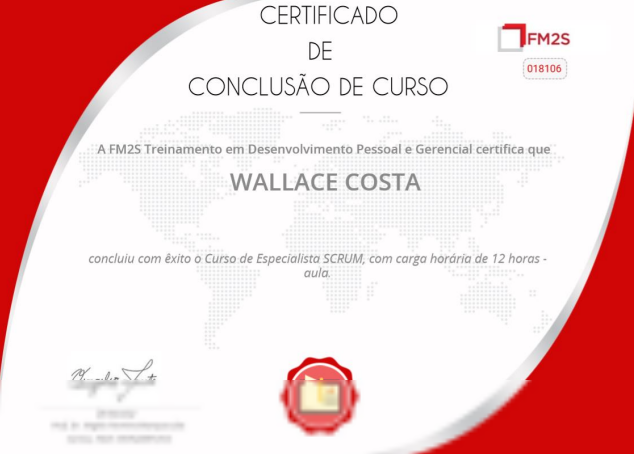 CERTIFICADO
DE
CONCLUSÃO DE CURSO
FM2S
018106
A FM2S Treinamento em Desenvolvimento Pessoal e Gerencial certifica que
WALLACE COSTA
concluiu com êxito o Curso de Especialista SCRUM, com carga horária de 12 horas -
aula.